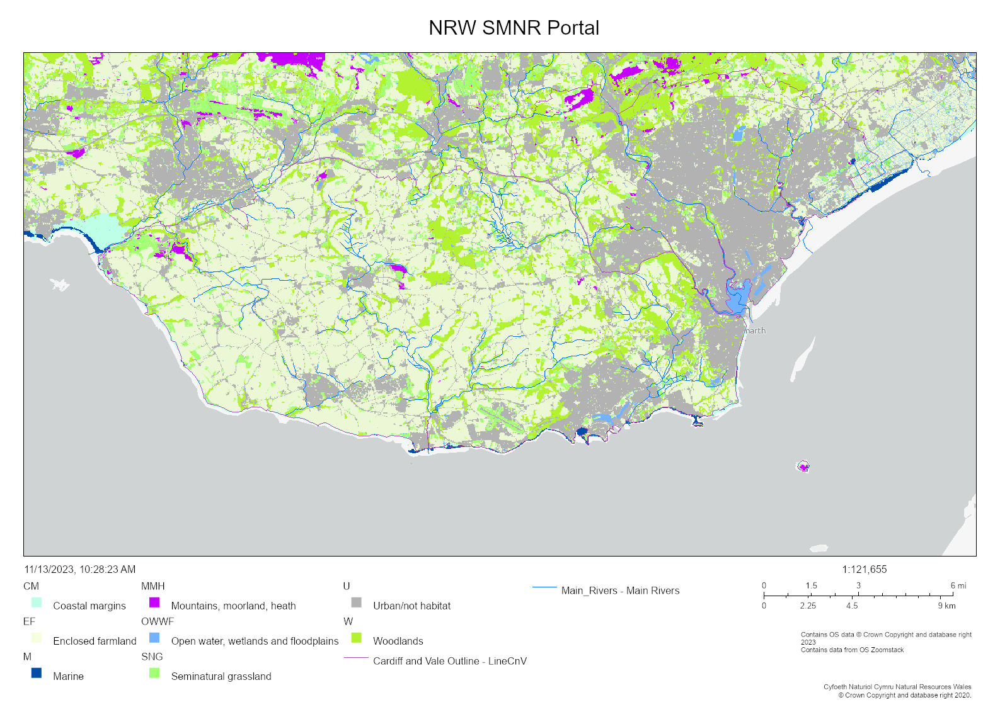 NRW SMNR Portal
narth
11/13/2023, 10:28:23 AM
1:121,655
CM
MMH
U
Main_Rivers - Main Rivers
0 1.5 3 6 mi
Coastal margins
Mountains, moorland, heath
Urban/not habitat
0 2.25 4.5 9 km
EF
OWWF
W
Contains OS data © Crown Copyright and database right
2023
Contains data from OS Zoomstack
Enclosed farmland
Open water, wetlands and floodplains
Woodlands
M
SNG
Cardiff and Vale Outline - LineCnV
Marine
Seminatural grassland
Cyfoeth Naturiol Cymru Natural Resources Wales
© Crown Copyright and database right 2020.